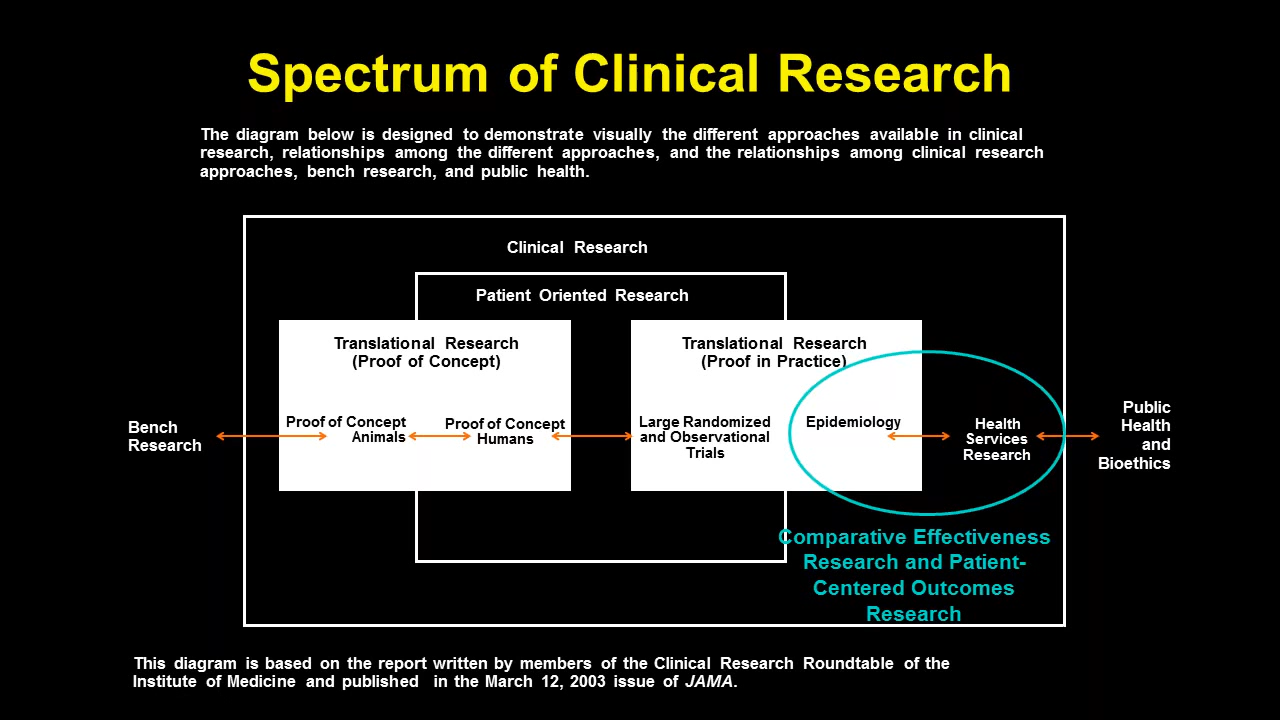 Spectrum of Clinical Research
The diagram below is designed to demonstrate visually the different approaches available in clinical
research, relationships among the different approaches, and the relationships among clinical research
approaches, bench research, and public health.
Clinical Research
Patient Oriented Research
Translational Research
(Proof of Concept)
Translational Research
(Proof in Practice)
Bench
Research
Proof of Concept
Animals
Proof of Concept
Humans
Large Randomized
and Observational
Trials
Epidemiology
Health
Services
Research
Public
Health
and
Bioethics
Comparative Effectiveness
Research and Patient-
Centered Outcomes
Research
This diagram is based on the report written by members of the Clinical Research Roundtable of the
Institute of Medicine and published in the March 12, 2003 issue of JAMA.